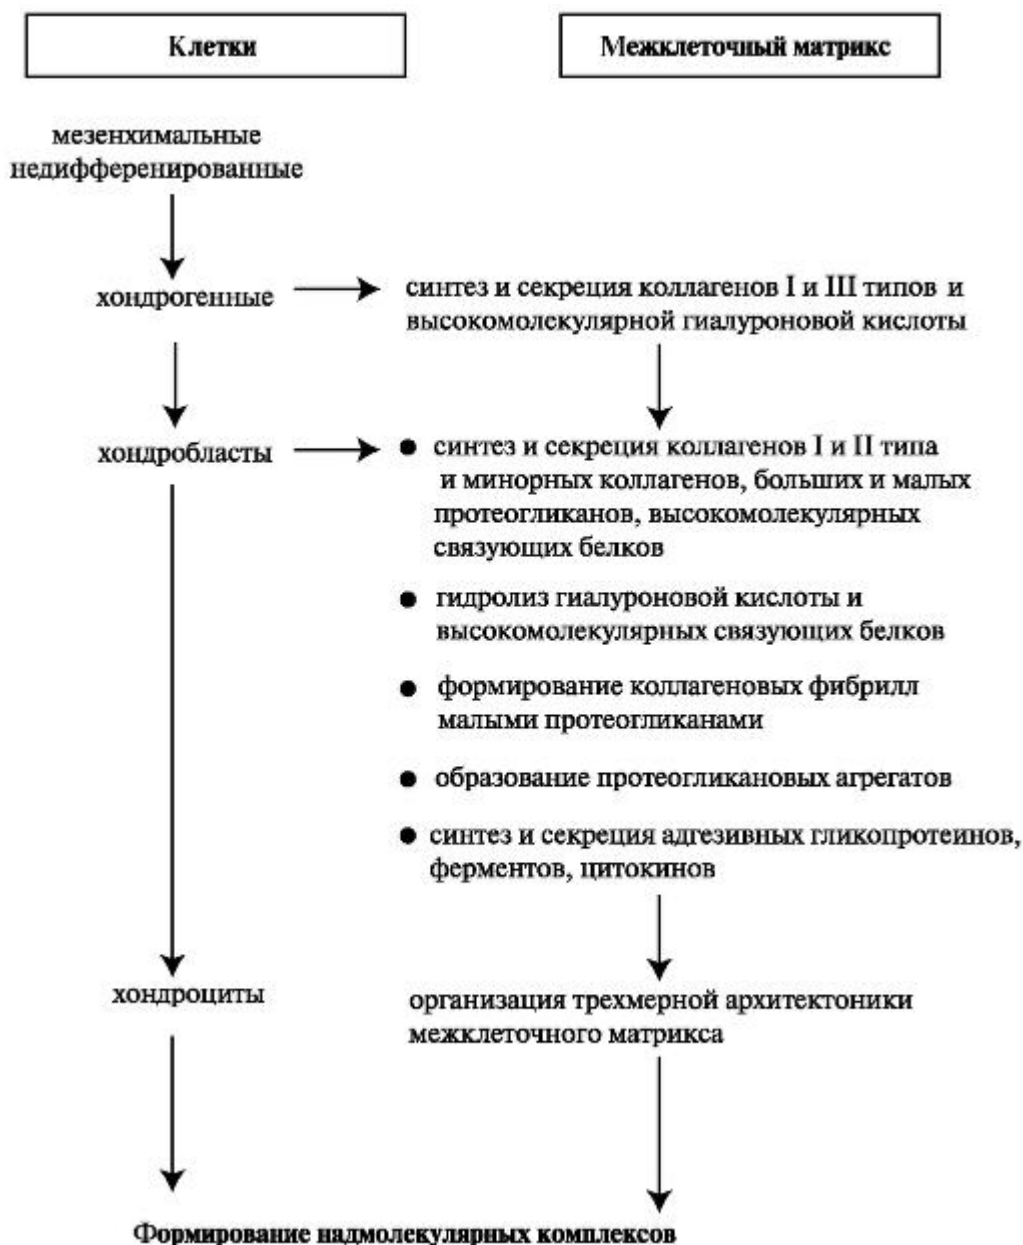 Клетки
Межклеточный матрикс
мезенхимальные
недифференированные
хондрогенные
синтез и секреция коллагенов I и III типов и
высокомолекулярной гиалуроновой кислоты
хондробласты
● синтез и секреция коллагенов I и II типа
и минорных коллагенов, больших и малых
протеогликанов, высокомолекулярных
связующих белков
● гидролиз гиалуроновой кислоты и
высокомолекулярных связующих белков
● формирование коллагеновых фибрилл
малыми протеогликанами
● образование протеогликановых агрегатов
● синтез и секреция адгезивных гликопротеинов,
ферментов, цитокинов
хондроциты
организация трехмерной архитектоники
межклеточного матрикса
Формирование надмолекулярных комплексов